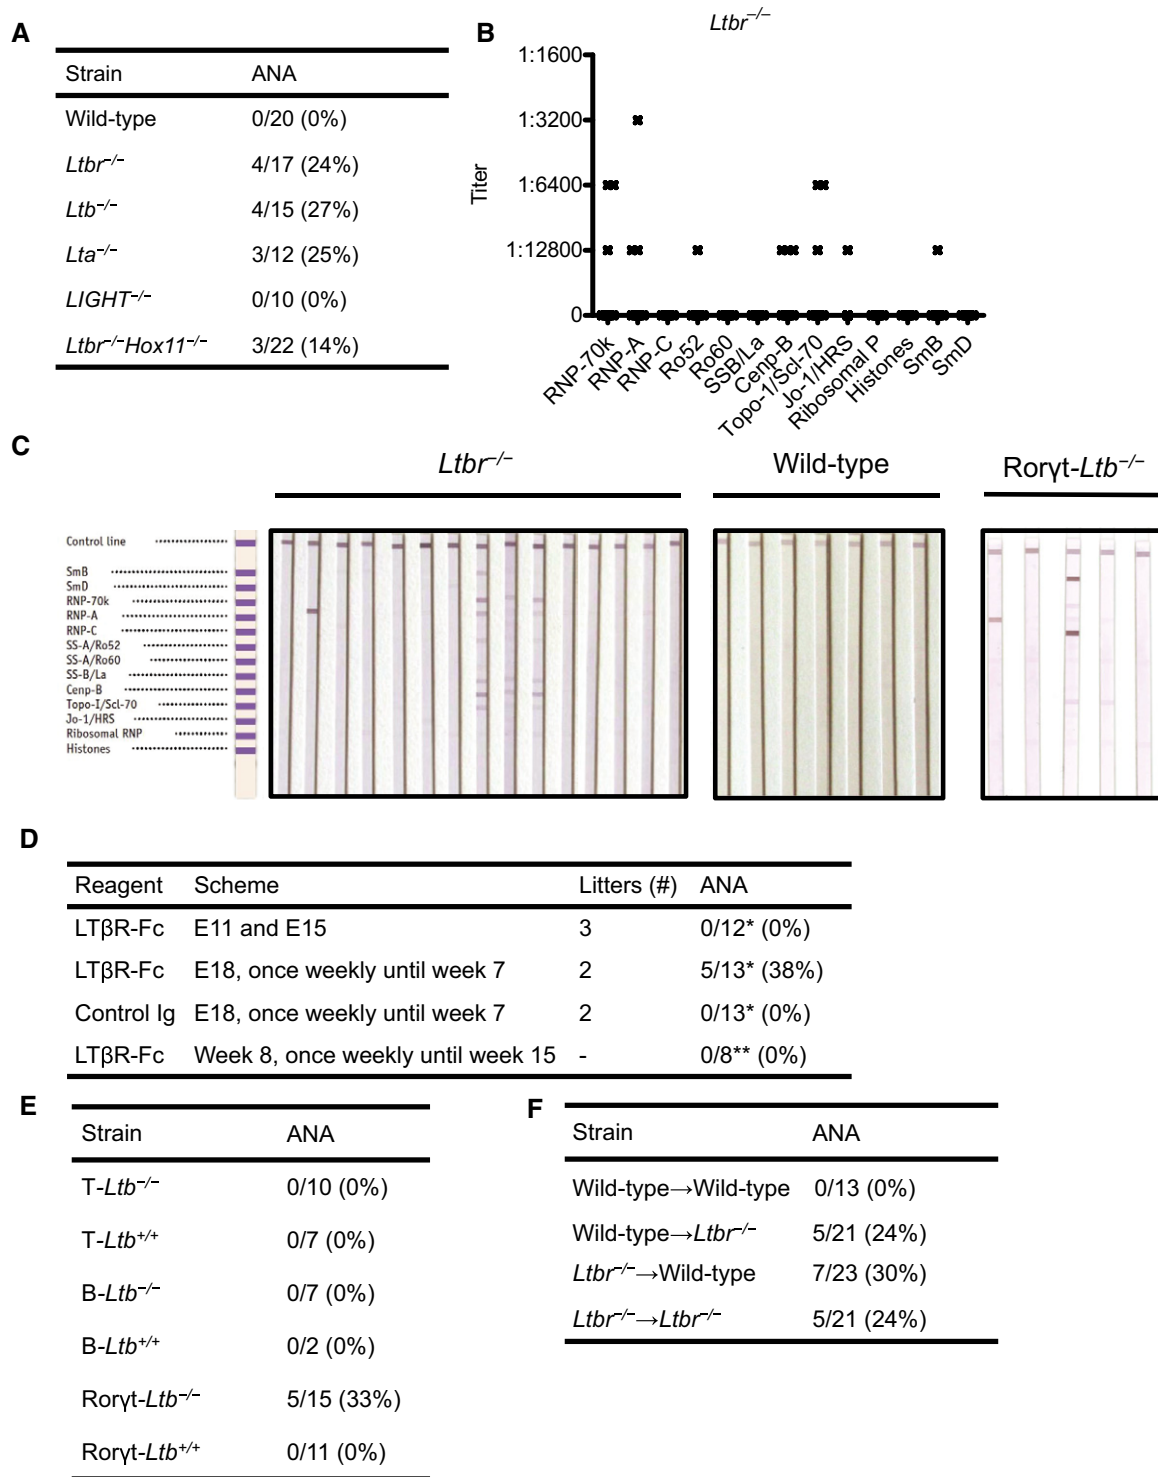 A
Strain ANA
Wild-type 0/20 (0%)
Ltbr–/– 4/17 (24%)
Ltb–/– 4/15 (27%)
Lta–/– 3/12 (25%)
LIGHT–/– 0/10 (0%)
Ltbr–/–Hox11–/– 3/22 (14%)
B
Ltbr–/–
Titer
1:1600
1:3200
1:6400
1:12800
0
RNP-70k
RNP-A
RNP-C
Ro52
Ro60
SSB/La
Cenp-B
Topo-1/Scl-70
Jo-1/HRS
Ribosomal P
Histones
SmB
SmD
C
Ltbr–/– Wild-type Rorγt-Ltb–/–
Control line
SmB
SmD
RNP-70k
RNP-A
RNP-C
SS-A/Ro52
SS-A/Ro60
SS-B/La
Cenp-B
Topo-I/Scl-70
Jo-1/HRS
Ribosomal RNP
Histones
D
Reagent Scheme Litters (#) ANA
LTβR-Fc E11 and E15 3 0/12* (0%)
LTβR-Fc E18, once weekly until week 7 2 5/13* (38%)
Control Ig E18, once weekly until week 7 2 0/13* (0%)
LTβR-Fc Week 8, once weekly until week 15 - 0/8** (0%)
E
Strain ANA
T-Ltb–/– 0/10 (0%)
T-Ltb+/+ 0/7 (0%)
B-Ltb–/– 0/7 (0%)
B-Ltb+/+ 0/2 (0%)
Rorγt-Ltb–/– 5/15 (33%)
Rorγt-Ltb+/+ 0/11 (0%)
F
Strain ANA
Wild-type→Wild-type 0/13 (0%)
Wild-type→Ltbr–/– 5/21 (24%)
Ltbr–/–→Wild-type 7/23 (30%)
Ltbr–/–→Ltbr–/– 5/21 (24%)